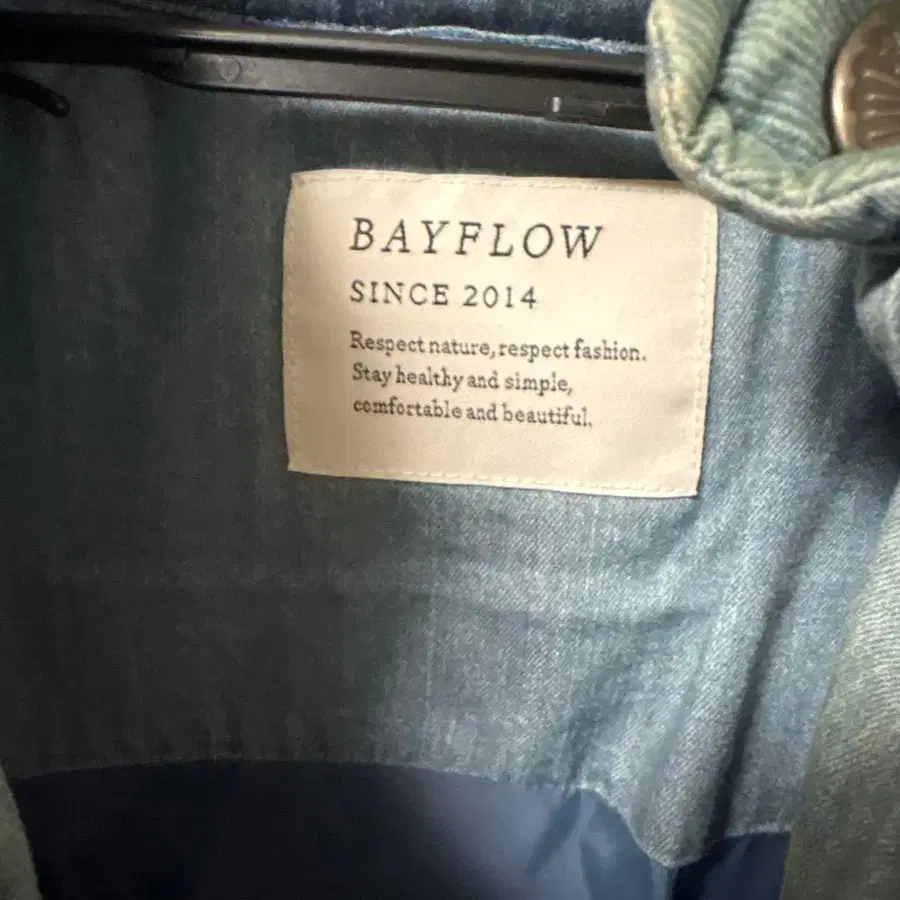 BAYFLOW
SINCE 2014
Respect nature, respect fashion.
Stay healthy and simple,
comfortable and beautiful.